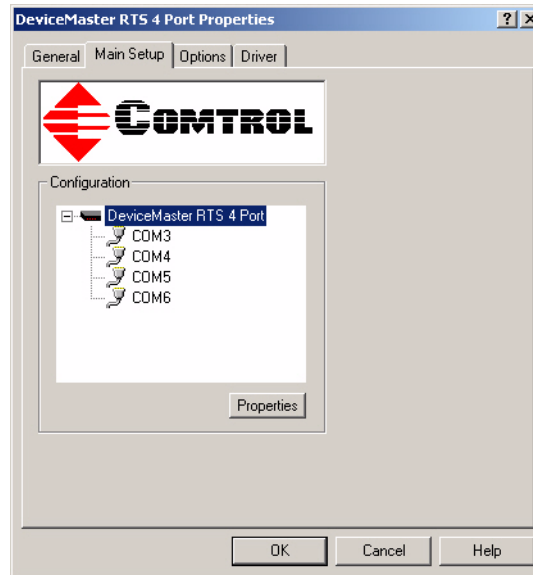 DeviceMaster RTS 4 Port Properties
General Main Setup Options Driver
COMTROL
Configuration
DeviceMaster RTS 4 Port
COM3
COM4
COM5
COM6
Properties
OK Cancel Help